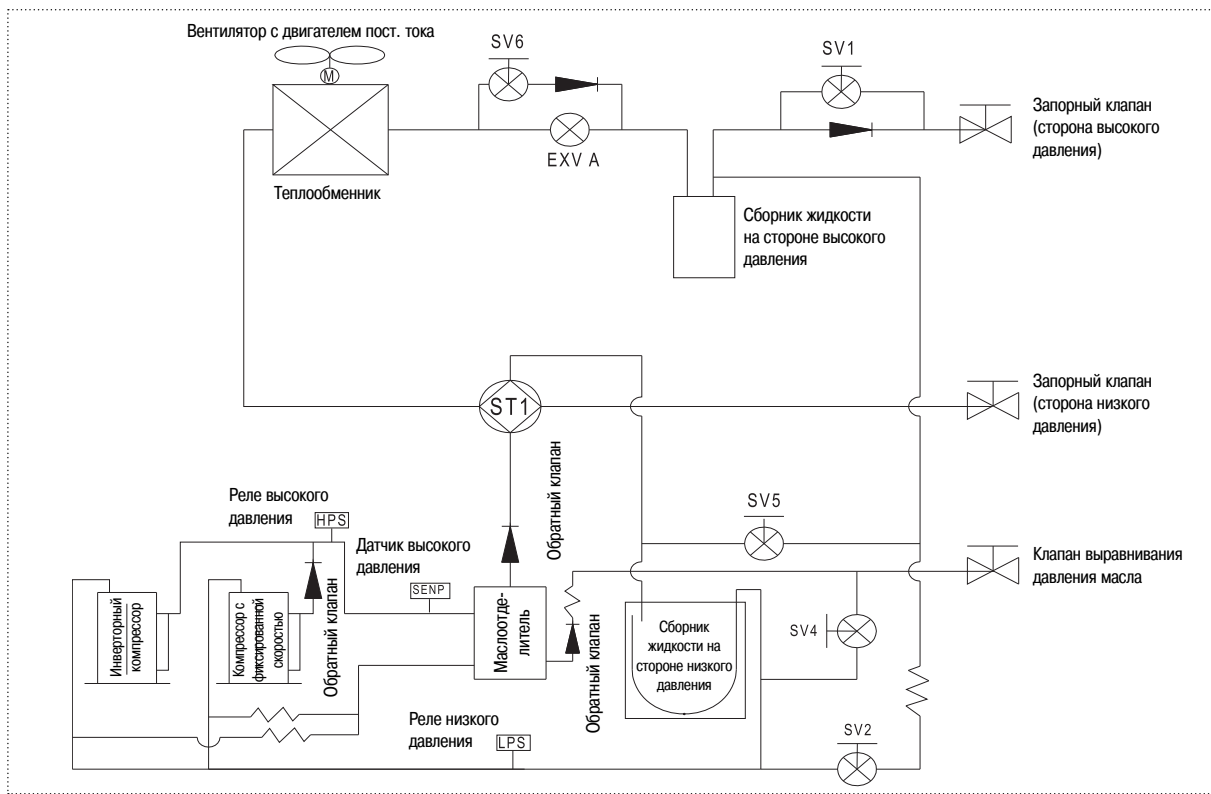 Вентилятор с двигателем пост. тока
M
SV6
SV1
EXV A
Теплообменник
Запорный клапан
(сторона высокого
давления)
Сборник жидкости
на стороне высокого
давления
ST1
Запорный клапан
(сторона низкого
давления)
Реле высокого
давления
HPS
Обратный клапан
Датчик высокого
давления
SENP
SV5
Клапан выравнивания
давления масла
Инверторный
компрессор
Компрессор с
фиксированной
скоростью
Обратный клапан
Маслоотде-
литель
Обратный клапан
Сборник
жидкости на
стороне низкого
давления
SV4
Реле низкого
давления
LPS
SV2